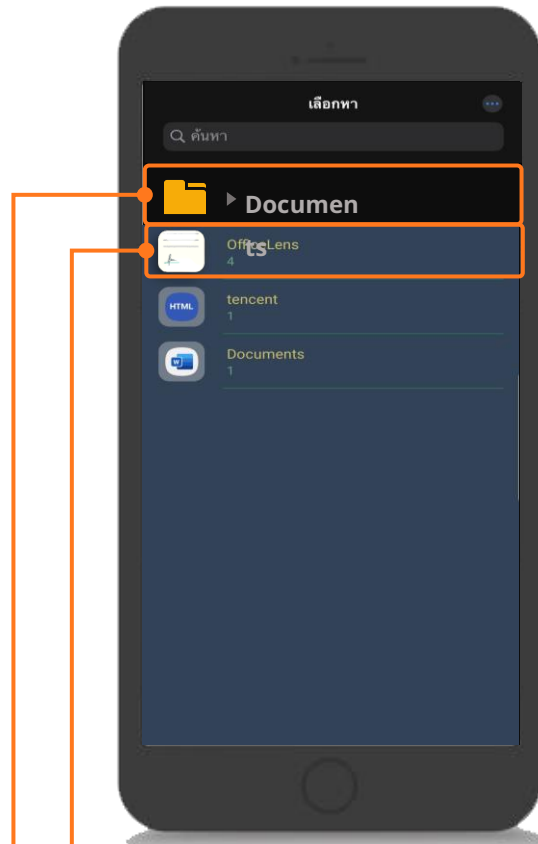 เลือกหา
ค้นหา
Documen
ts
OfficeLens
4
HTML
tencent
1
W
Documents
1